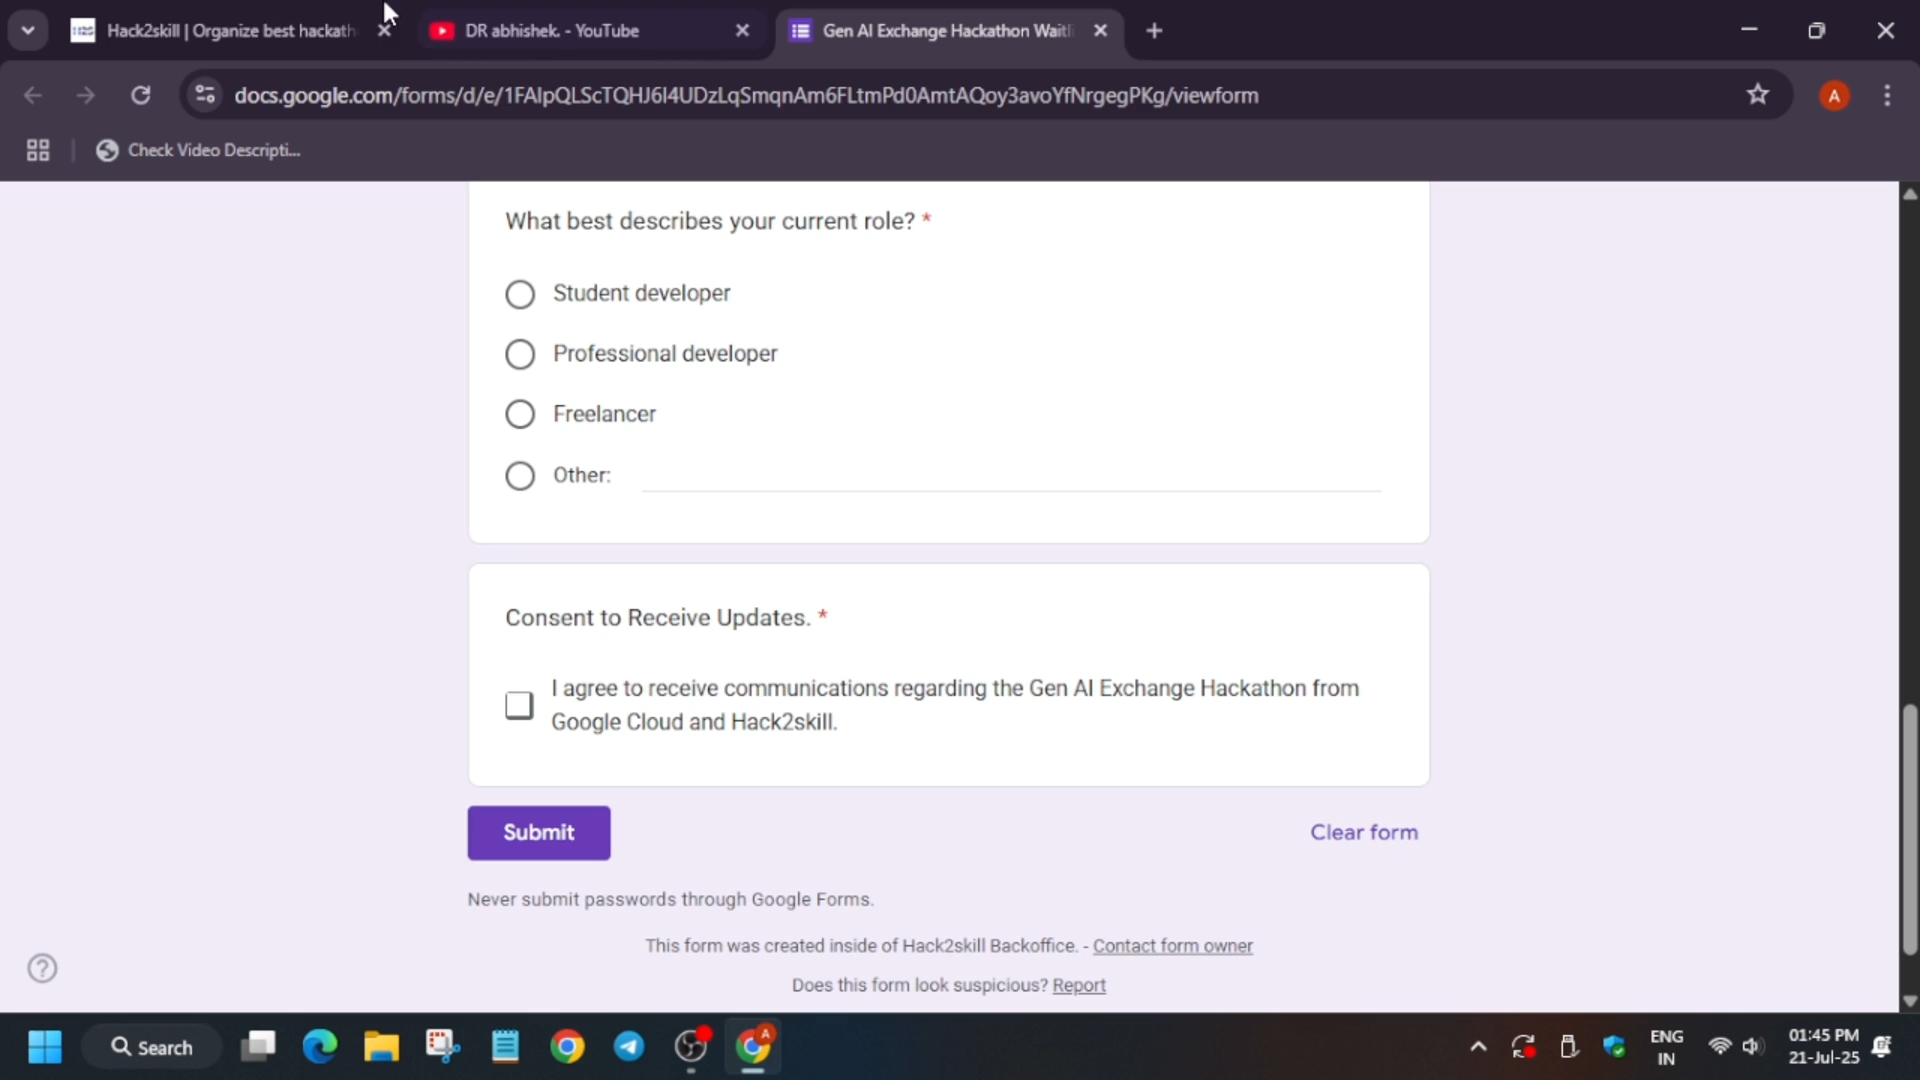 Hack2skill | Organize best hackath
DR abhishek. - YouTube
Gen AI Exchange Hackathon Waitli
docs.google.com/forms/d/e/1FAIpQLScTQHJ6I4UDzLqSmqnAm6FLtmPd0AmtAQoy3avoYfNrgegPKg/viewform
A
Check Video Descripti...
What best describes your current role? *
Student developer
Professional developer
Freelancer
Other:
Consent to Receive Updates. *
I agree to receive communications regarding the Gen AI Exchange Hackathon from
Google Cloud and Hack2skill.
Submit
Clear form
Never submit passwords through Google Forms.
This form was created inside of Hack2skill Backoffice. - Contact form owner
Does this form look suspicious? Report
Search
A
ENG
IN
01:45 PM
21-Jul-25